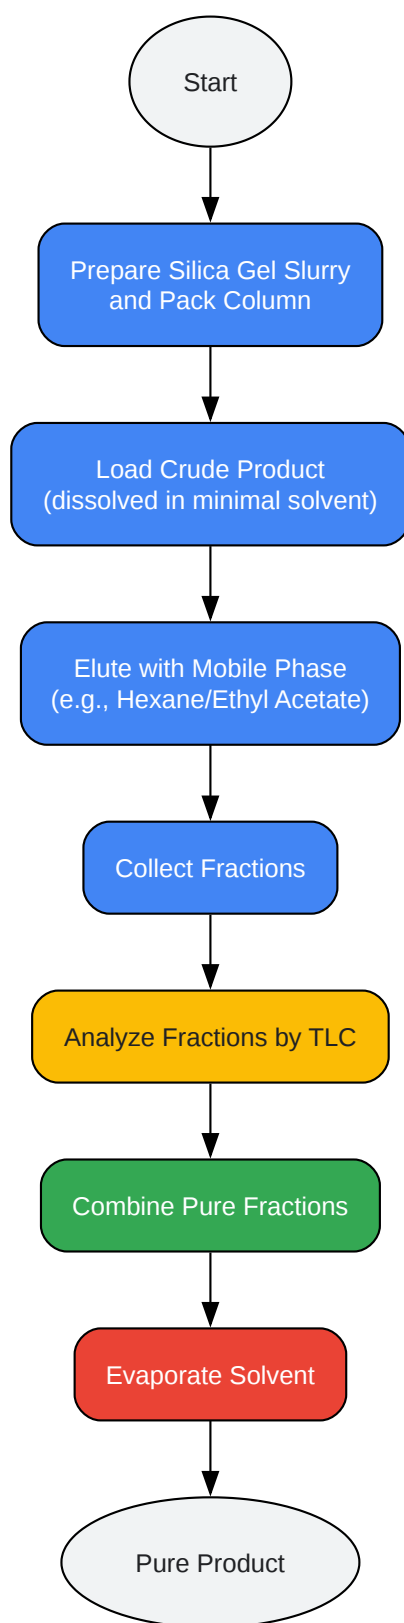 Start
Prepare Silica Gel Slurry
and Pack Column
Load Crude Product
(dissolved in minimal solvent)
Elute with Mobile Phase
(e.g., Hexane/Ethyl Acetate)
Collect Fractions
Analyze Fractions by TLC
Combine Pure Fractions
Evaporate Solvent
Pure Product